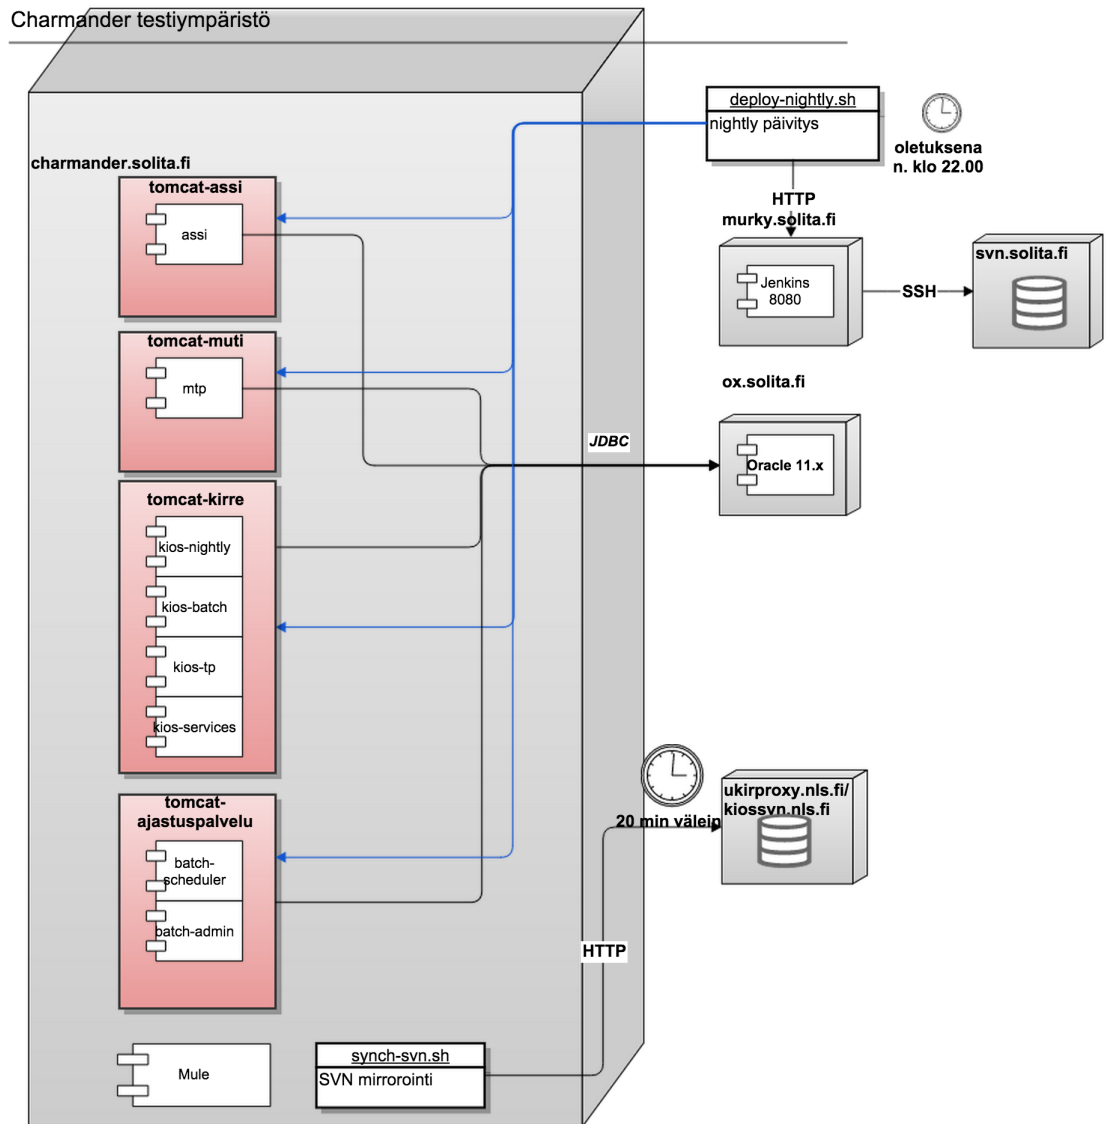 Charmander testiympäristö
deploy-nightly.sh
nightly päivitys
oletuksena
n. klo 22.00
charmander.solita.fi
tomcat-assi
assi
HTTP
murky.solita.fi
Jenkins
8080
SSH
svn.solita.fi
tomcat-muti
mtp
ox.solita.fi
JDBC
Oracle 11.x
tomcat-kirre
kios-nightly
kios-batch
kios-tp
kios-services
tomcat-
ajastuspalvelu
batch-
scheduler
batch-admin
20 min välein
ukirproxy.nls.fi/
kiossvn.nls.fi
HTTP
Mule
synch-svn.sh
SVN mirrorointi